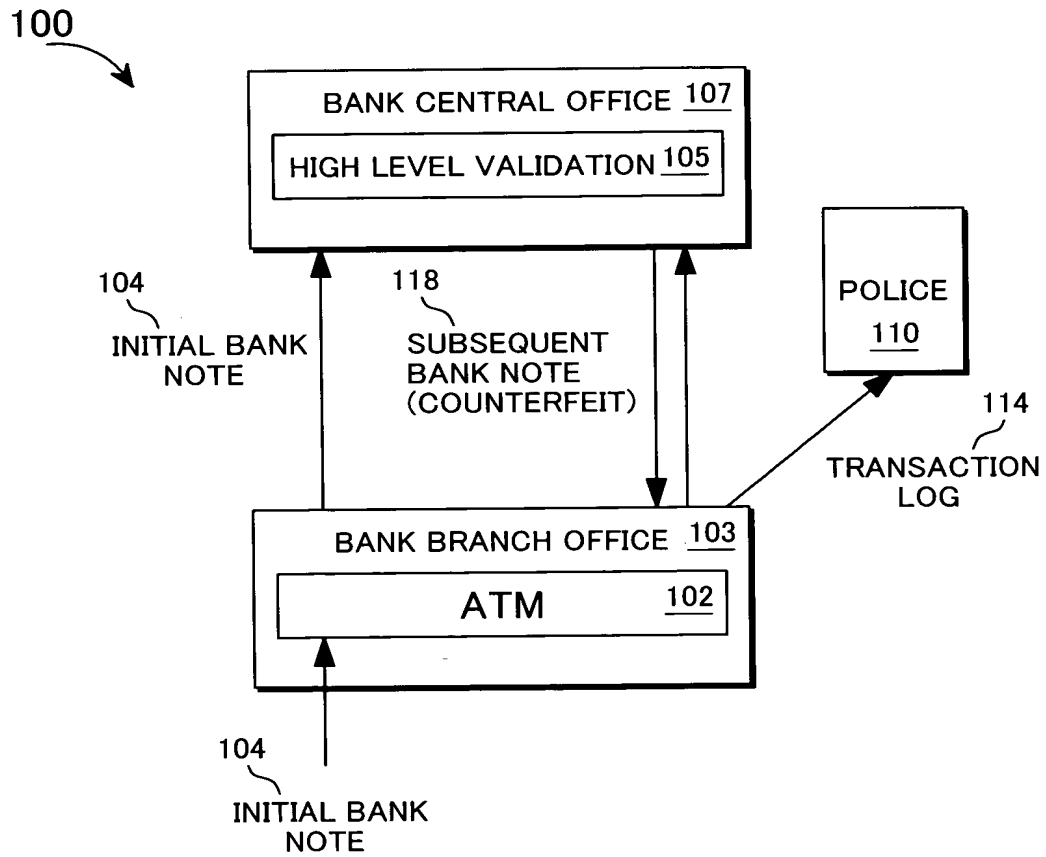 100
BANK CENTRAL OFFICE 107
HIGH LEVEL VALIDATION 105
104
INITIAL BANK
NOTE
118
SUBSEQUENT
BANK NOTE
(COUNTERFEIT)
POLICE
110
114
TRANSACTION
LOG
BANK BRANCH OFFICE 103
ATM 102
104
INITIAL BANK
NOTE